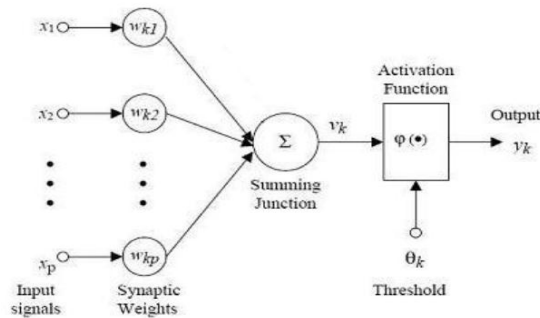 x1
wk1
x2
wk2
xp
wkp
Input
signals
Synaptic
Weights
Σ
Summing
Junction
vk
Activation
Function
φ (•)
Output
yk
θk
Threshold